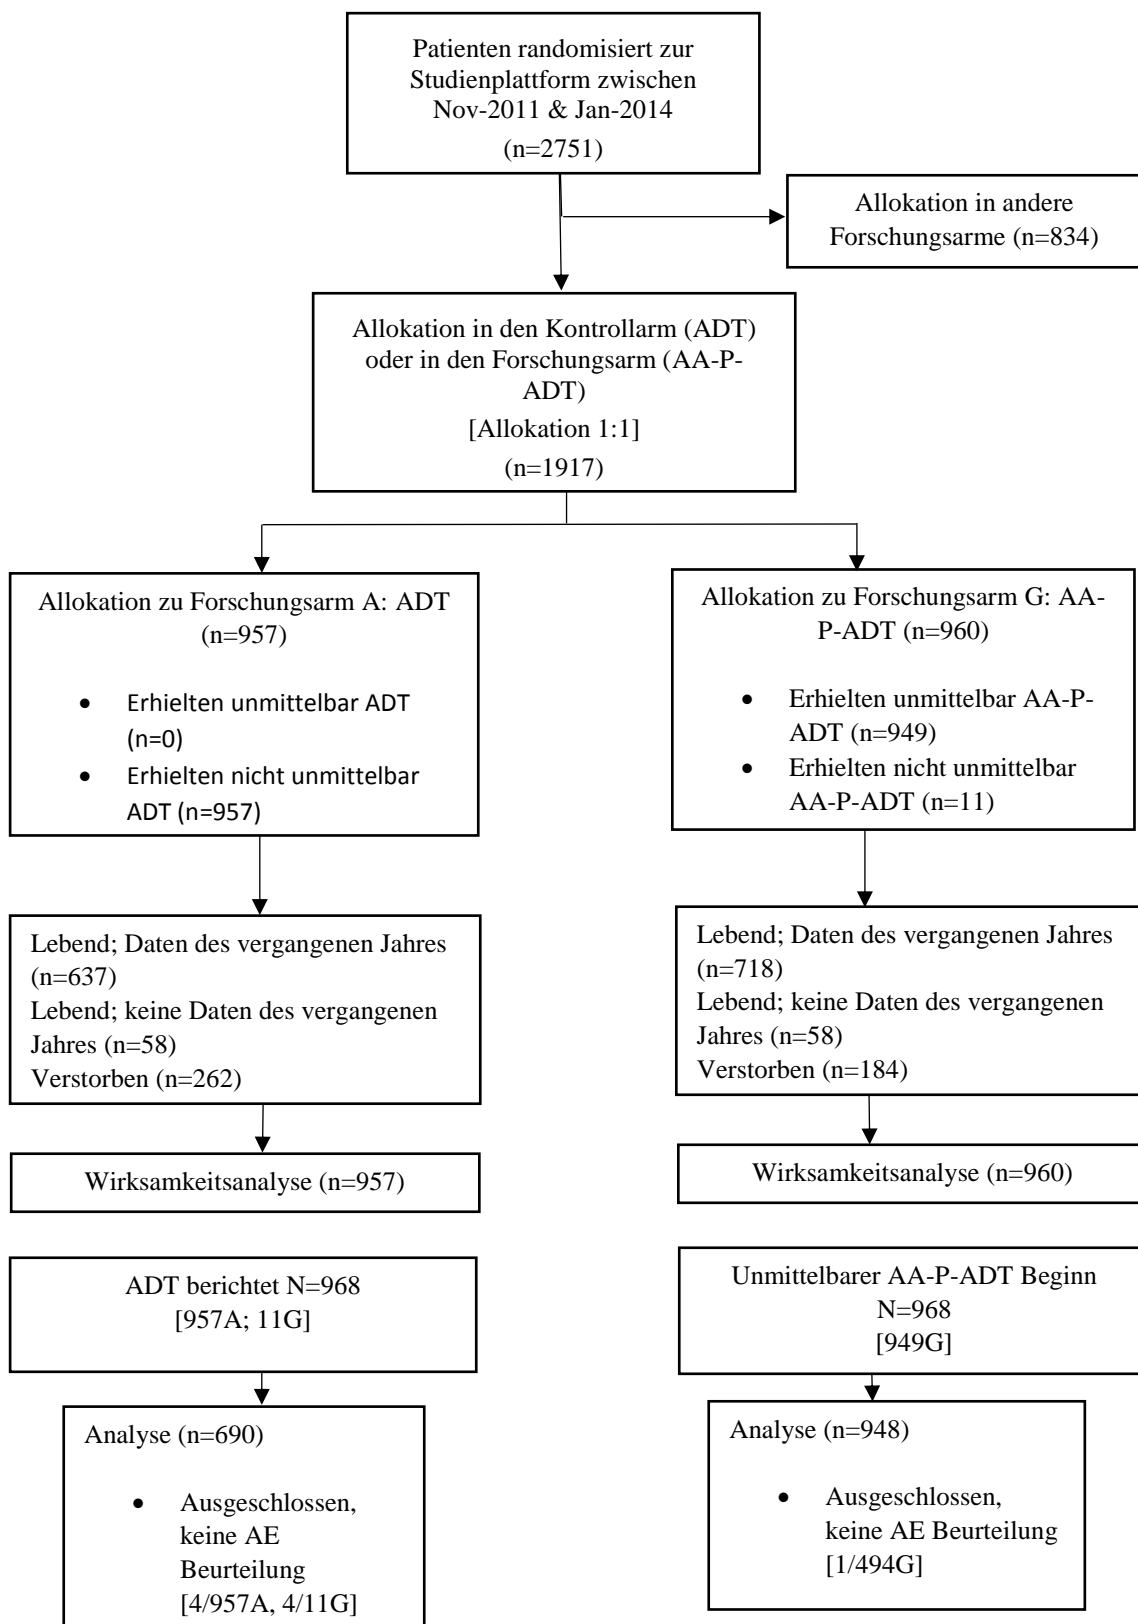 Patienten randomisiert zur
Studienplattform zwischen
Nov-2011 & Jan-2014
(n=2751)
Allokation in andere
Forschungsarme (n=834)
Allokation in den Kontrollarm (ADT)
oder in den Forschungsarm (AA-P-
ADT)
[Allokation 1:1]
(n=1917)
Allokation zu Forschungsarm A: ADT
(n=957)
• Erhielten unmittelbar ADT
(n=0)
• Erhielten nicht unmittelbar
ADT (n=957)
Allokation zu Forschungsarm G: AA-
P-ADT (n=960)
• Erhielten unmittelbar AA-P-
ADT (n=949)
• Erhielten nicht unmittelbar
AA-P-ADT (n=11)
Lebend; Daten des vergangenen Jahres
(n=637)
Lebend; keine Daten des vergangenen
Jahres (n=58)
Verstorben (n=262)
Lebend; Daten des vergangenen Jahres
(n=718)
Lebend; keine Daten des vergangenen
Jahres (n=58)
Verstorben (n=184)
Wirksamkeitsanalyse (n=957)
Wirksamkeitsanalyse (n=960)
ADT berichtet N=968
[957A; 11G]
Unmittelbarer AA-P-ADT Beginn
N=968
[949G]
Analyse (n=690)
• Ausgeschlossen,
keine AE
Beurteilung
[4/957A, 4/11G]
Analyse (n=948)
• Ausgeschlossen,
keine AE Beurteilung
[1/494G]